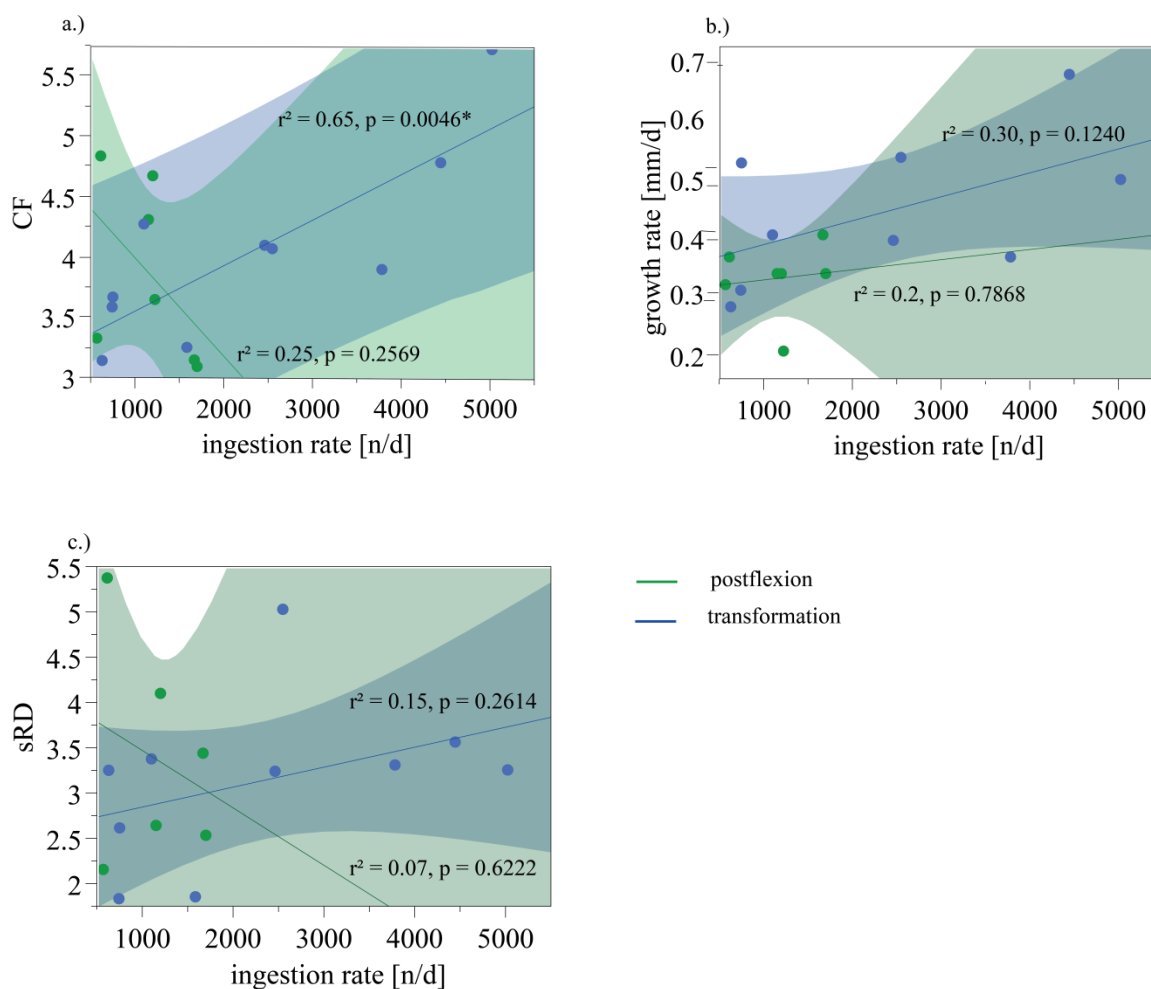 a.)
5.5
5
4.5
4
3.5
3
CF
r² = 0.65, p = 0.0046*
r² = 0.25, p = 0.2569
1000 2000 3000 4000 5000
ingestion rate [n/d]
b.)
0.7
0.6
0.5
0.4
0.3
0.2
growth rate [mm/d]
r² = 0.30, p = 0.1240
r² = 0.2, p = 0.7868
1000 2000 3000 4000 5000
ingestion rate [n/d]
c.)
5.5
5
4.5
4
3.5
3
2.5
2
sRD
r² = 0.15, p = 0.2614
r² = 0.07, p = 0.6222
1000 2000 3000 4000 5000
ingestion rate [n/d]
postflexion
transformation